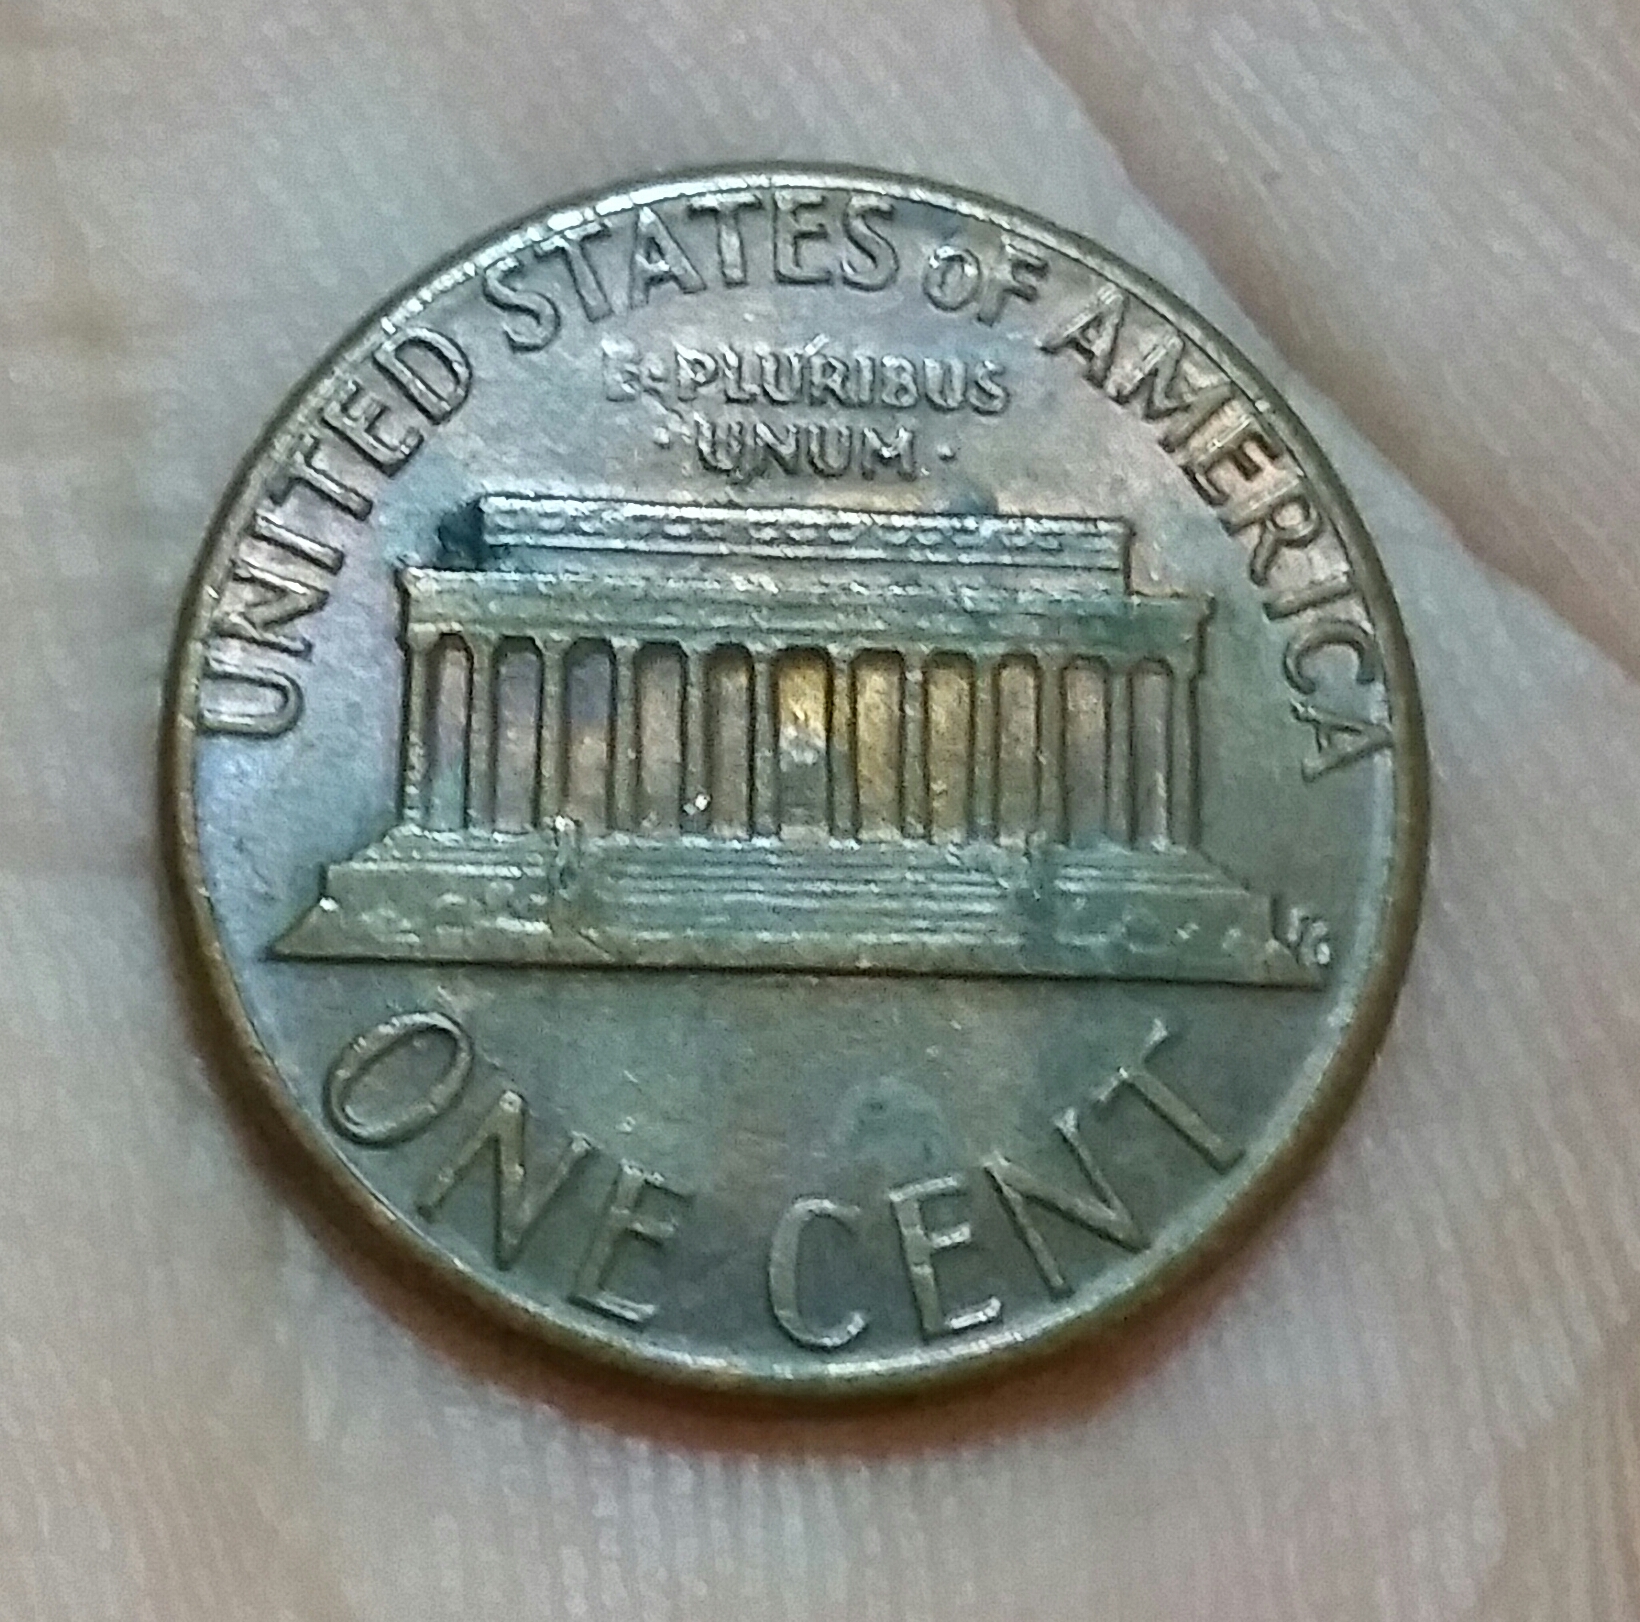 UNITED STATES OF AMERICA
E·PLURIBUS
·UNUM·
FG
ONE CENT